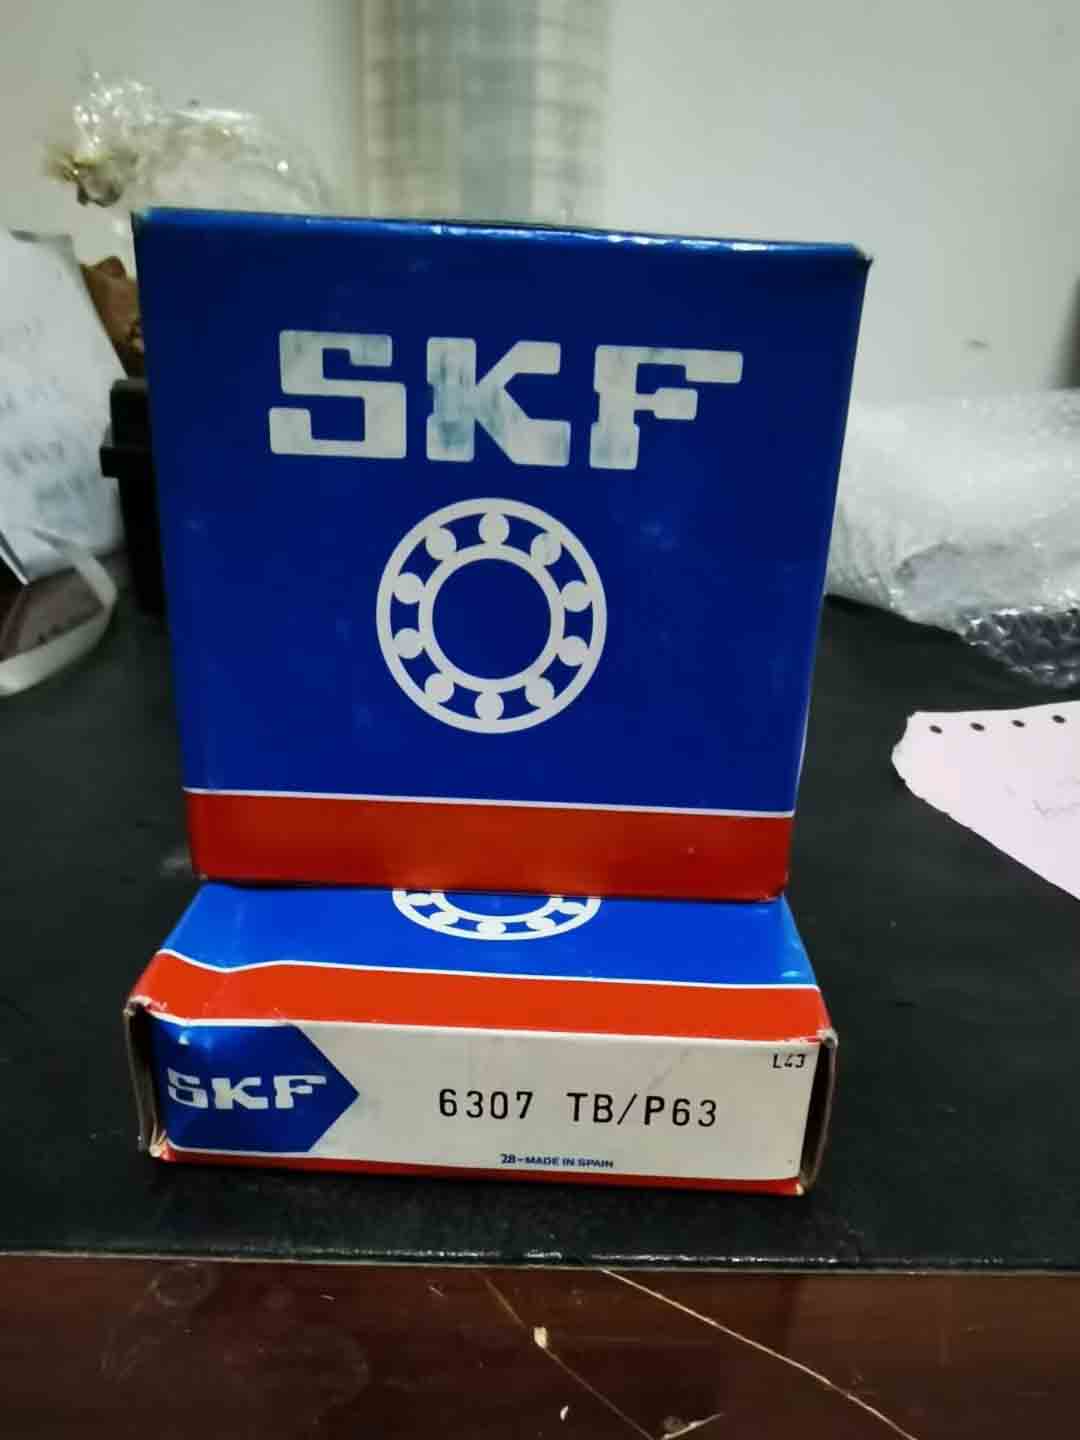 SKF
SKF
L43
6307 TB/P63
28-MADE IN SPAIN